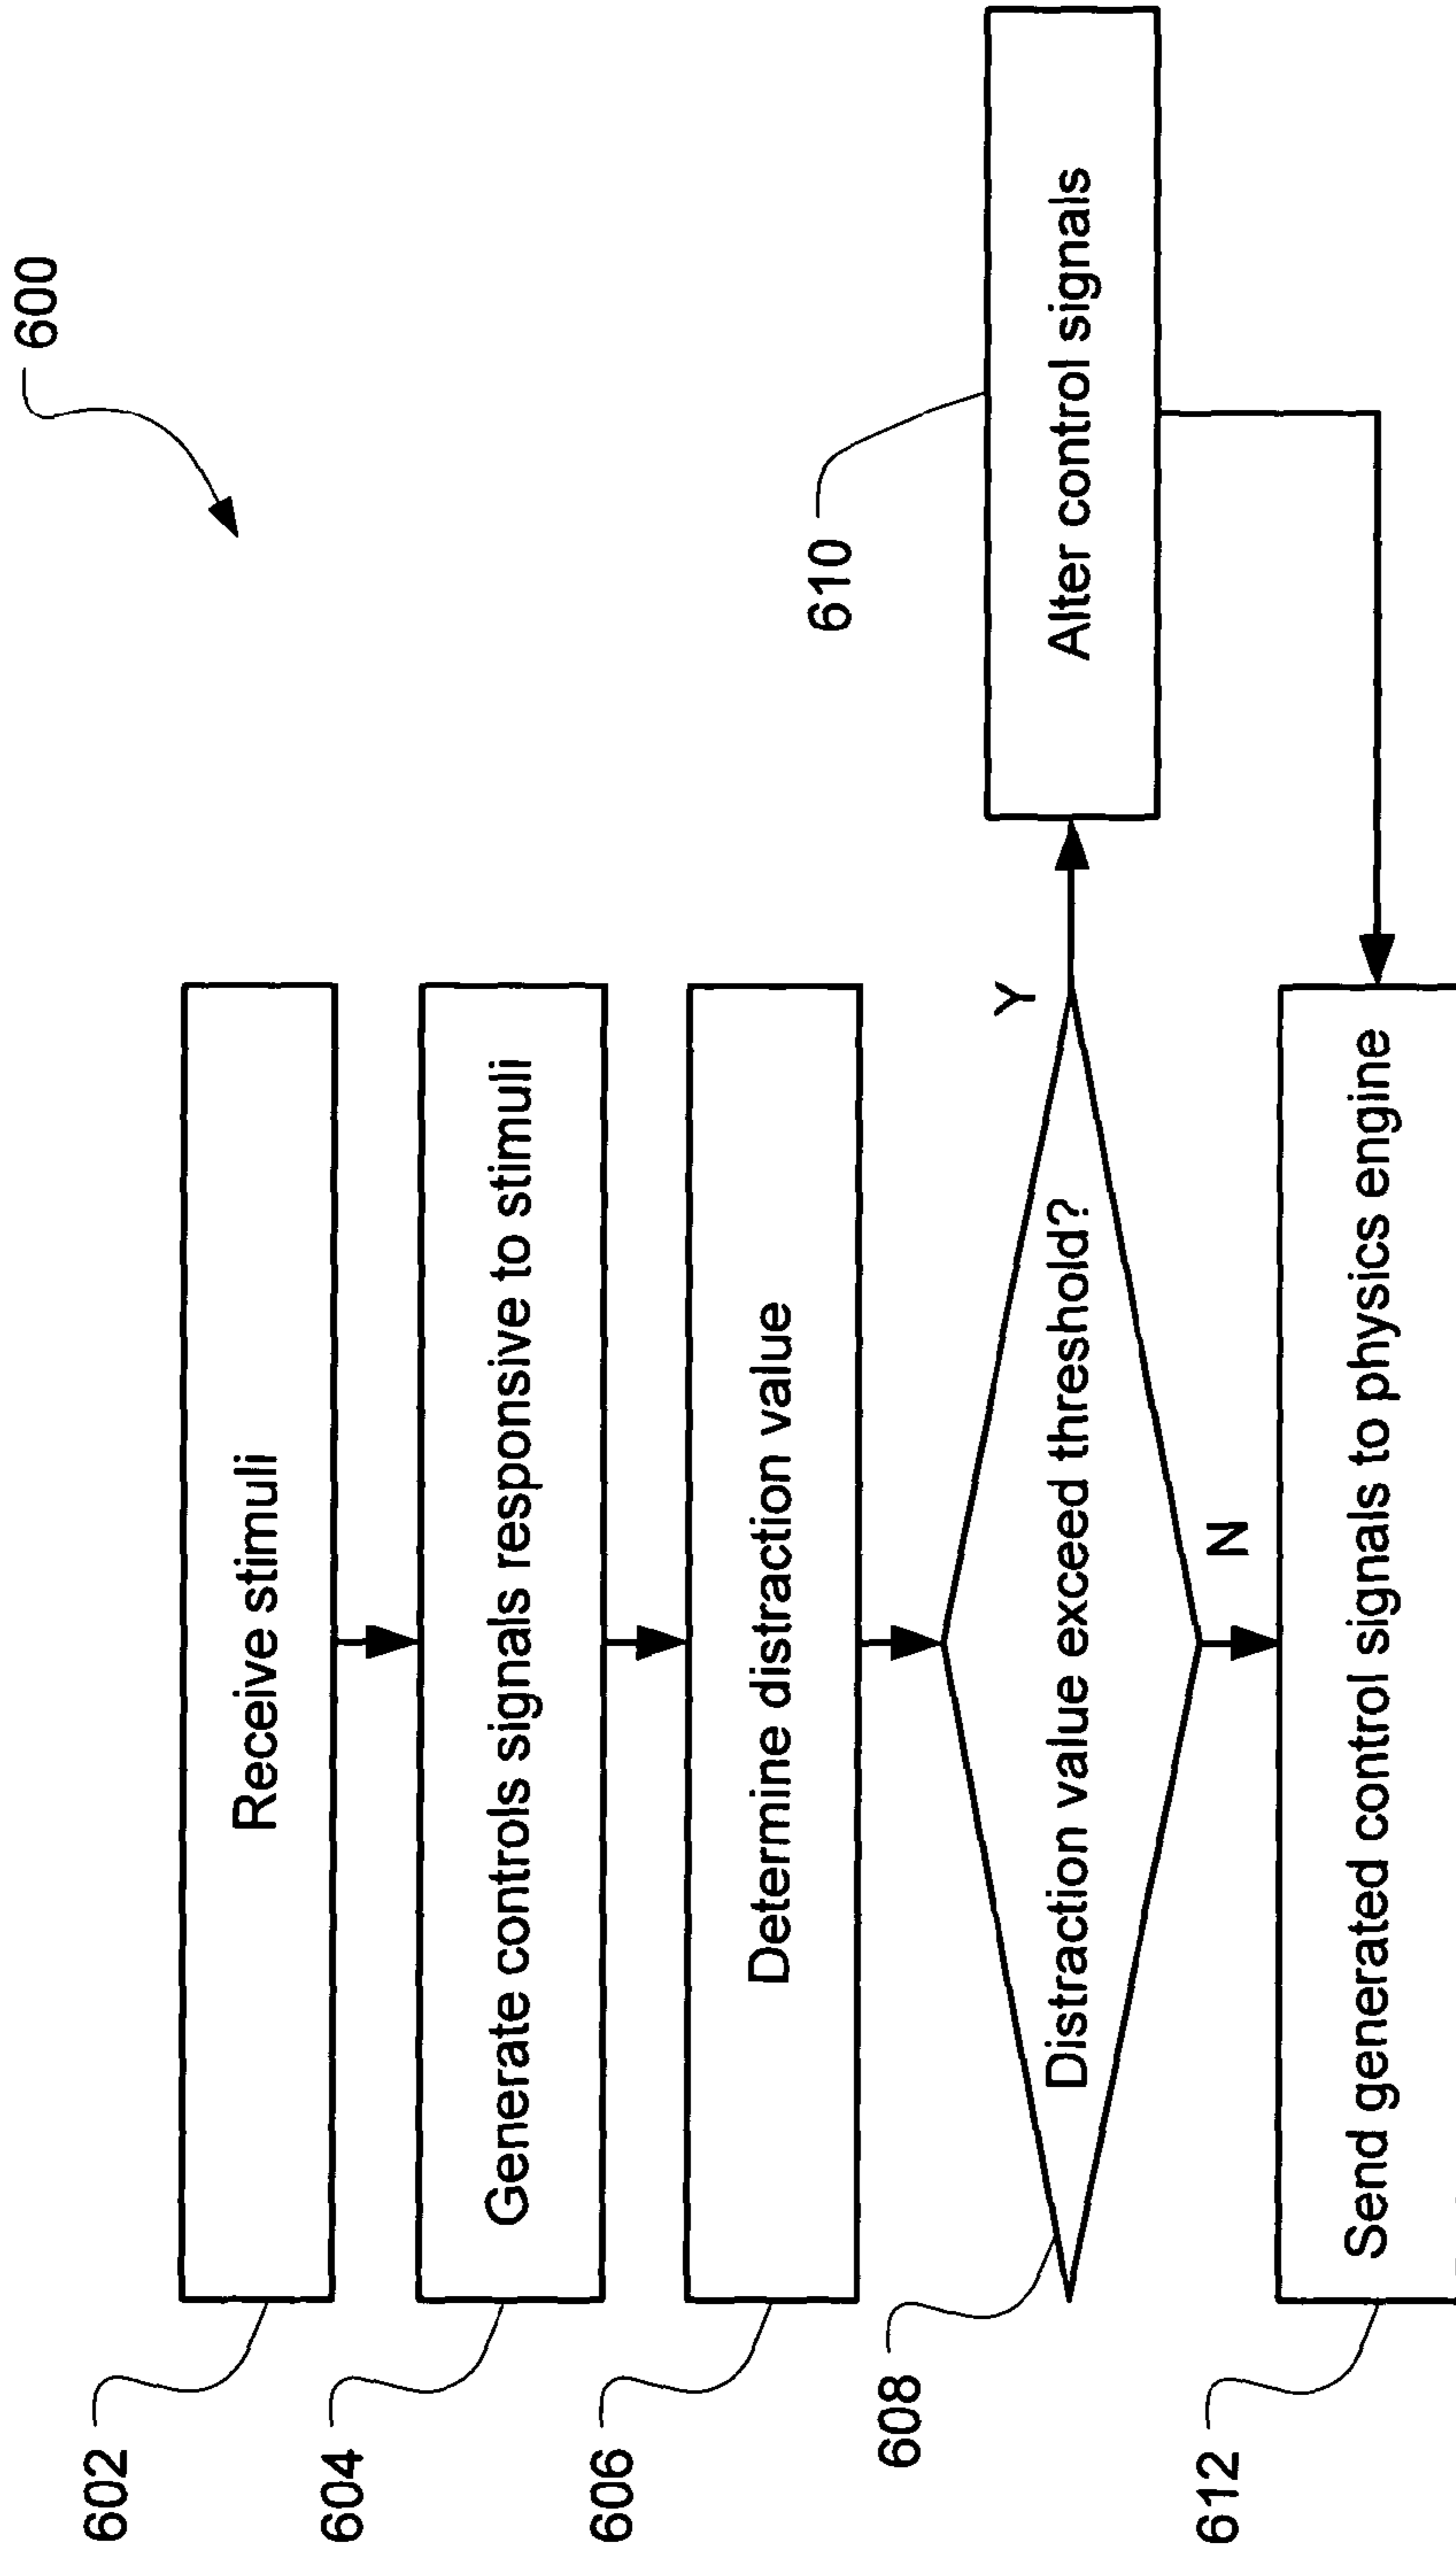 600
602
Receive stimuli
604
Generate controls signals responsive to stimuli
606
Determine distraction value
608
Distraction value exceed threshold?
Y
610
Alter control signals
N
612
Send generated control signals to physics engine